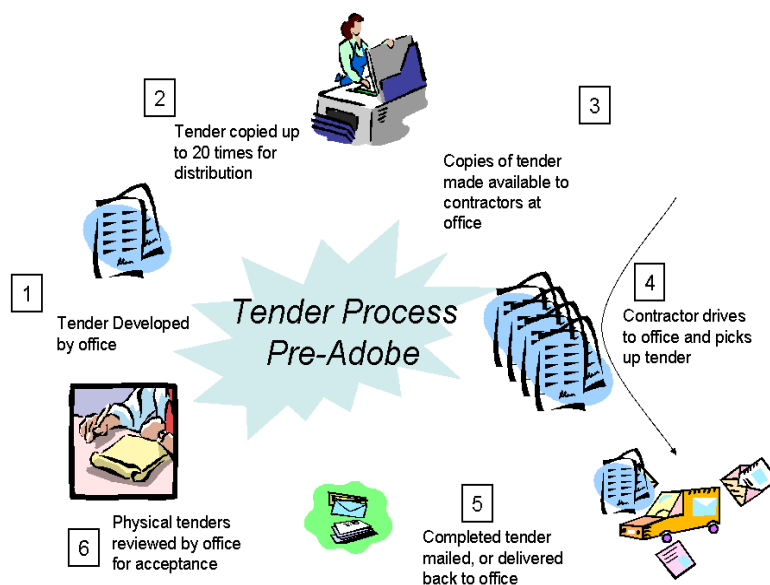 2
Tender copied up
to 20 times for
distribution
3
Copies of tender
made available to
contractors at
office
1
Tender Developed
by office
Tender Process
Pre-Adobe
4
Contractor drives
to office and picks
up tender
5
Completed tender
mailed, or delivered
back to office
6
Physical tenders
reviewed by office
for acceptance